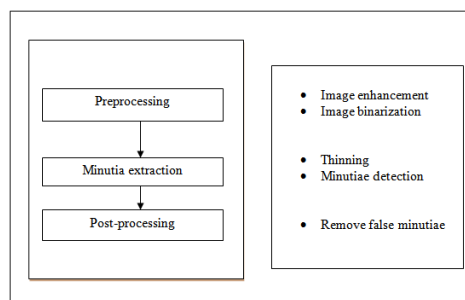 Preprocessing
Minutia extraction
Post-processing
• Image enhancement
• Image binarization
• Thinning
• Minutiae detection
• Remove false minutiae